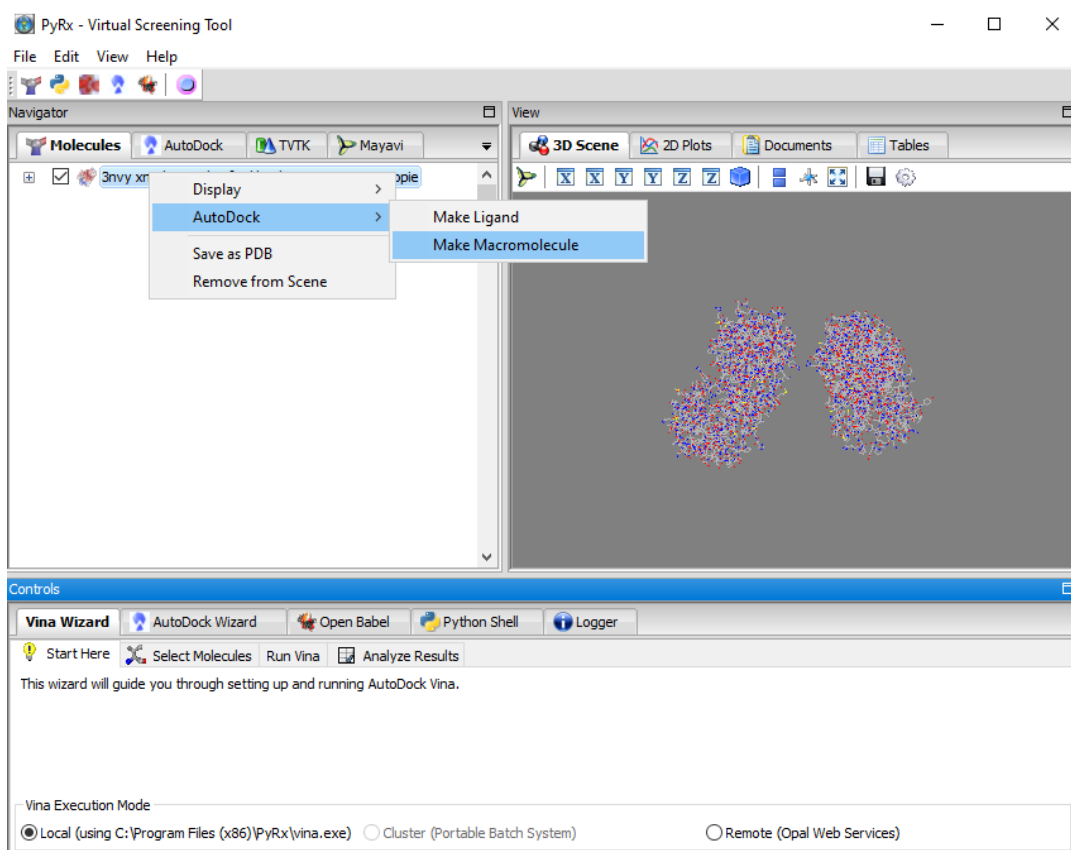 PyRx - Virtual Screening Tool
File Edit View Help
Navigator
View
Molecules AutoDock TVTK Mayavi
3D Scene 2D Plots Documents Tables
3nvy
opie
X X Y Y Z Z
Display
AutoDock
Save as PDB
Remove from Scene
Make Ligand
Make Macromolecule
Controls
Vina Wizard AutoDock Wizard Open Babel Python Shell Logger
Start Here Select Molecules Run Vina Analyze Results
This wizard will guide you through setting up and running AutoDock Vina.
Vina Execution Mode
Local (using C:\Program Files (x86)\PyRx\vina.exe) Cluster (Portable Batch System) Remote (Opal Web Services)